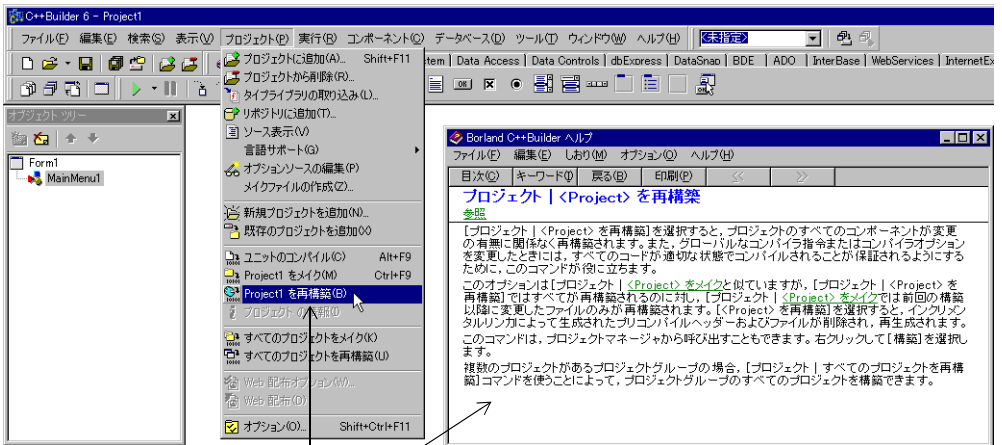 C++Builder 6 - Project1
ファイル(F) 編集(E) 検索(S) 表示(V) プロジェクト(P) 実行(R) コンポーネント(C) データベース(D) ツール(T) ウィンドウ(W) ヘルプ(H) <未指定>
Data Access Data Controls dbExpress DataSnap BDE ADO InterBase WebServices
オブジェクト ツリー
Form1
MainMenu1
プロジェクトに追加(A)... Shift+F11
プロジェクトから削除(R)...
タイプライブラリの取り込み(L)...
リポジトリに追加(T)...
ソース表示(V)
言語サポート(G)
オプションソースの編集(P)
メイクファイルの作成(Z)...
新規プロジェクトを追加(N)...
既存のプロジェクトを追加(X)
ユニットのコンパイル(C) Alt+F9
Project1 をメイク(M) Ctrl+F9
Project1 を再構築(B)
プロジェクト
すべてのプロジェクトをメイク(K)
すべてのプロジェクトを再構築(U)
Web 配布オプション(W)...
Web 配布(D)
オプション(O)... Shift+Ctrl+F11
Borland C++Builder ヘルプ
ファイル(F) 編集(E) しおり(M) オプション(O) ヘルプ(H)
目次(C) キーワード(I) 戻る(B) 印刷(P) << >>
プロジェクト | <Project> を再構築
参照
[プロジェクト | <Project> を再構築]を選択すると，プロジェクトのすべてのコンポーネントが変更
の有無に関係なく再構築されます。また，グローバルなコンパイラ指令またはコンパイラオプション
を変更したときには，すべてのコードが適切な状態でコンパイルされることが保証されるようにする
ために，このコマンドが役に立ちます。
このオプションは[プロジェクト | <Project> をメイク]と似ていますが，[プロジェクト | <Project> を
再構築]ではすべてが再構築されるのに対し，[プロジェクト | <Project> をメイク]では前回の構築
以降に変更したファイルのみが再構築されます。[<Project> を再構築]を選択すると，インクリメン
タルリンカによって生成されたプリコンパイルヘッダーおよびファイルが削除され，再生成されます。
このコマンドは，プロジェクトマネージャから呼び出すこともできます。右クリックして[構築]を選択し
ます。
複数のプロジェクトがあるプロジェクトグループの場合，[プロジェクト | すべてのプロジェクトを再構
築]コマンドを使うことによって，プロジェクトグループのすべてのプロジェクトを構築できます。